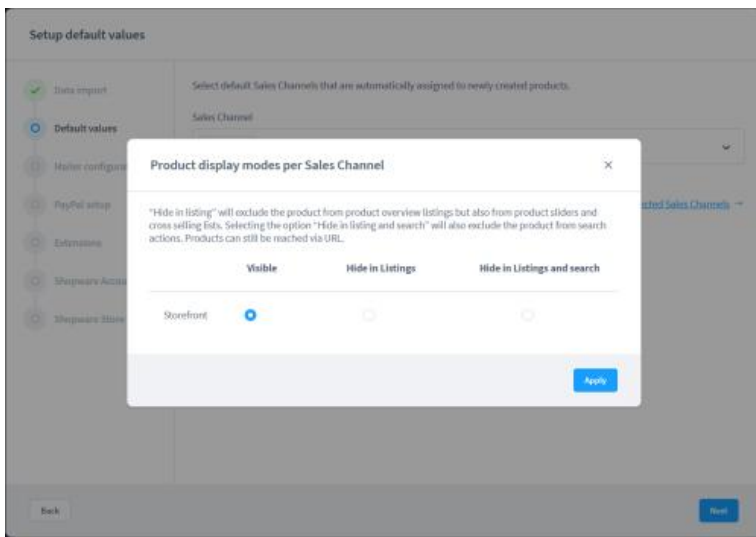 Setup default values
Data import
Select default Sales Channels that are automatically assigned to newly created products.
Sales Channel
Default values
Product display modes per Sales Channel
Mailer configura
PayPal setup
"Hide in listing" will exclude the product from product overview listings but also from product sliders and
cross selling lists. Selecting the option "Hide in listing and search" will also exclude the product from search
actions. Products can still be reached via URL.
cted Sales Channels →
Extensions
Visible Hide in Listings Hide in Listings and search
Shopware Accou
Storefront
Shopware Store
Apply
Back
Next